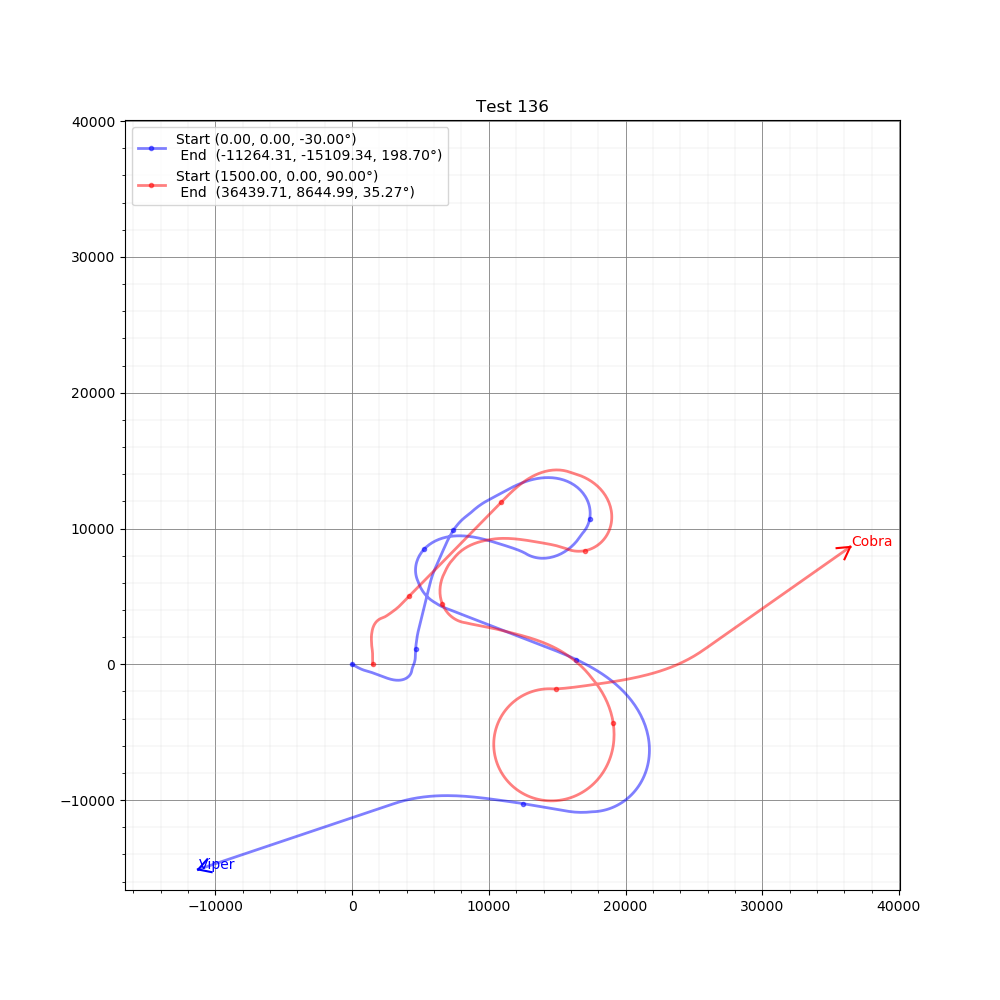 Test 136
Start (0.00, 0.00, -30.00°)
End (-11264.31, -15109.34, 198.70°)
Start (1500.00, 0.00, 90.00°)
End (36439.71, 8644.99, 35.27°)
40000
30000
20000
10000
0
−10000
Cobra
Viper
−10000 0 10000 20000 30000 40000